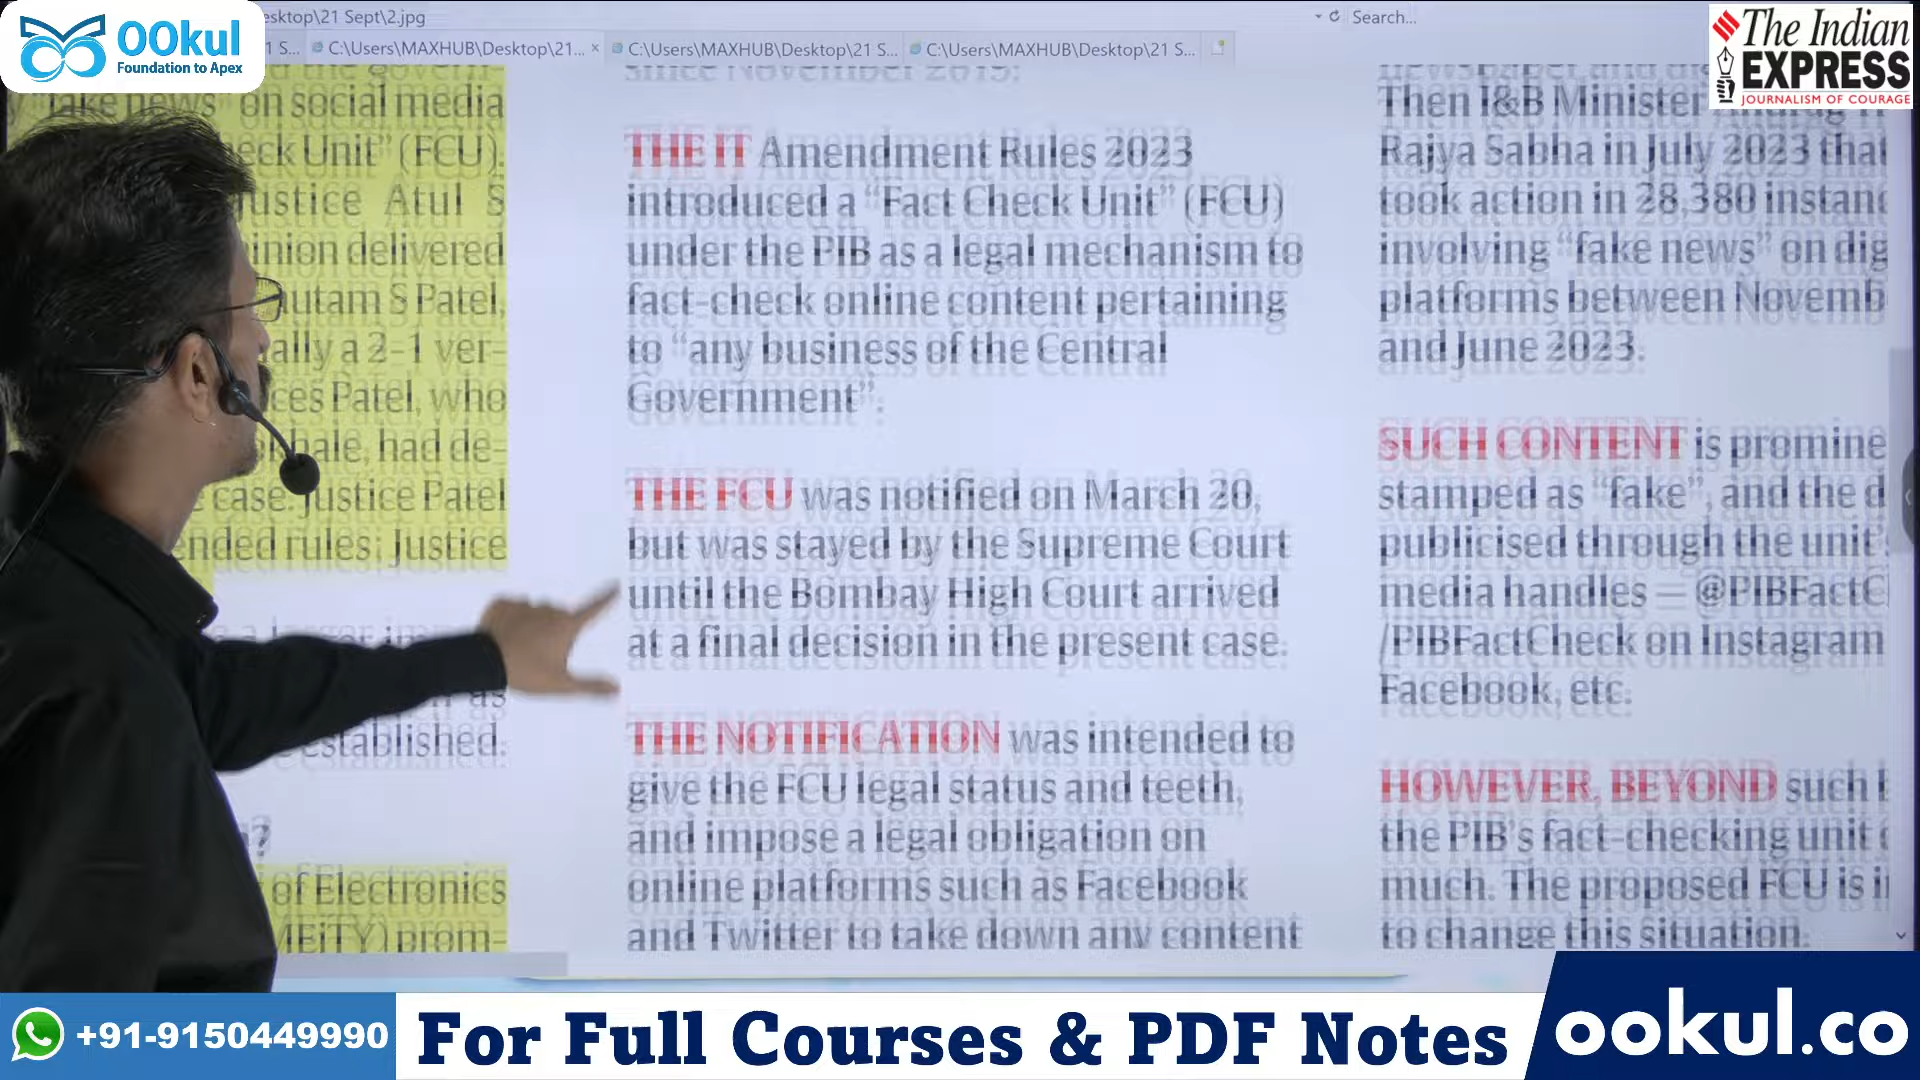 OOkul
Foundation to Apex
esktop\21 Sept\2.jpg
Search...
1 S...
C:\Users\MAXHUB\Desktop\21... ×
C:\Users\MAXHUB\Desktop\21 S...
C:\Users\MAXHUB\Desktop\21 S...
The Indian
EXPRESS
JOURNALISM OF COURAGE
"fake news" on social media
eck Unit" (FCU).
Justice Atul S
inion delivered
utam S Patel,
ally a 2-1 ver-
ces Patel, who
hale, had de-
case. Justice Patel
ended rules; Justice
as
established.
of Electronics
MEiTY) prom-
since November 2019:
THE IT Amendment Rules 2023
introduced a "Fact Check Unit" (FCU)
under the PIB as a legal mechanism to
fact-check online content pertaining
to "any business of the Central
Government".
THE FCU was notified on March 20,
but was stayed by the Supreme Court
until the Bombay High Court arrived
at a final decision in the present case.
THE NOTIFICATION was intended to
give the FCU legal status and teeth,
and impose a legal obligation on
online platforms such as Facebook
and Twitter to take down any content
Then I&B Minister
Rajya Sabha in July 2023 that
took action in 28,380 instanc
involving "fake news" on dig
platforms between Novemb
and June 2023.
SUCH CONTENT is promine
stamped as "fake", and the d
publicised through the unit's
media handles — @PIBFactC
/PIBFactCheck on Instagram
Facebook, etc.
HOWEVER, BEYOND such
the PIB's fact-checking unit
much. The proposed FCU is i
to change this situation.
+91-9150449990
For Full Courses & PDF Notes
ookul.co